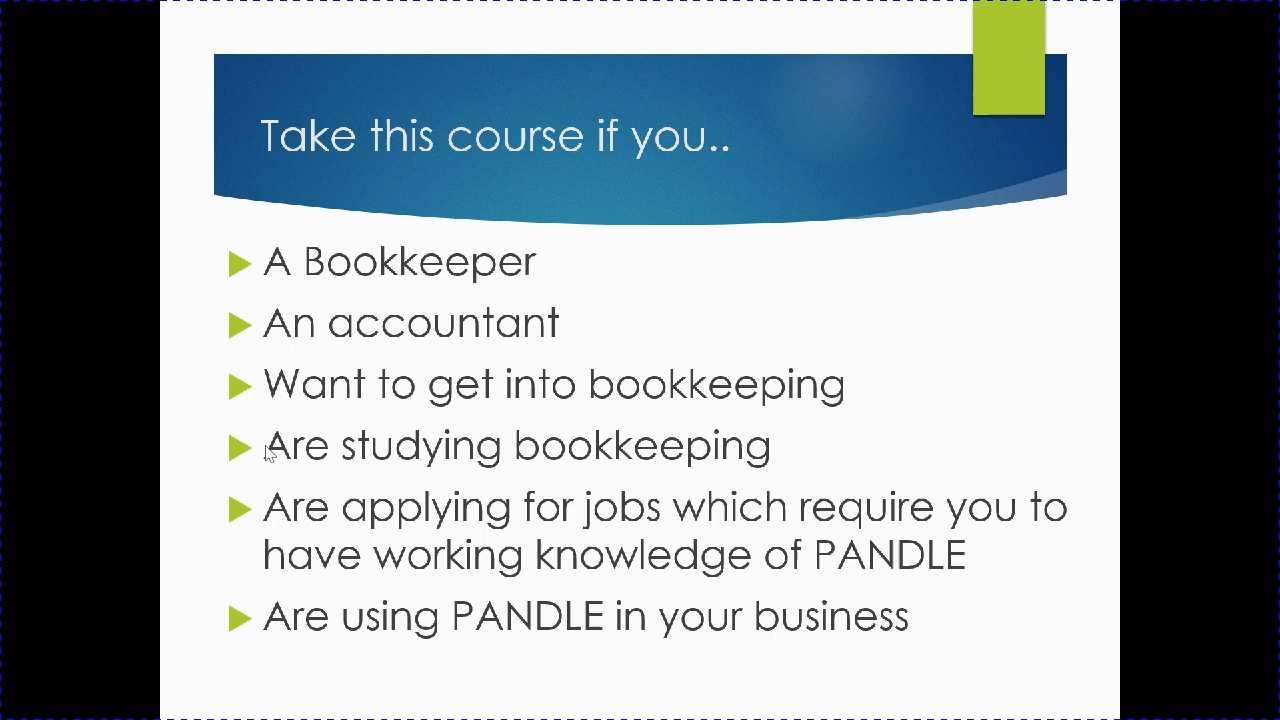 Take this course if you..
A Bookkeeper
An accountant
Want to get into bookkeeping
Are studying bookkeeping
Are applying for jobs which require you to
have working knowledge of PANDLE
Are using PANDLE in your business